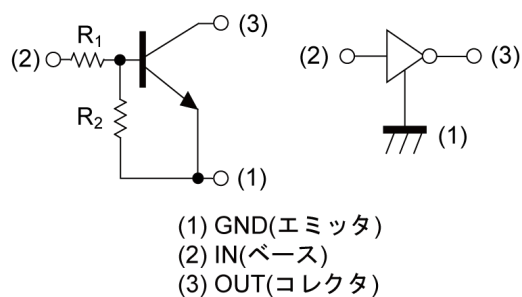 R1
(2)
R2
(3)
(1)
(2)
(3)
(1)
(1) GND(エミッタ)
(2) IN(ベース)
(3) OUT(コレクタ)